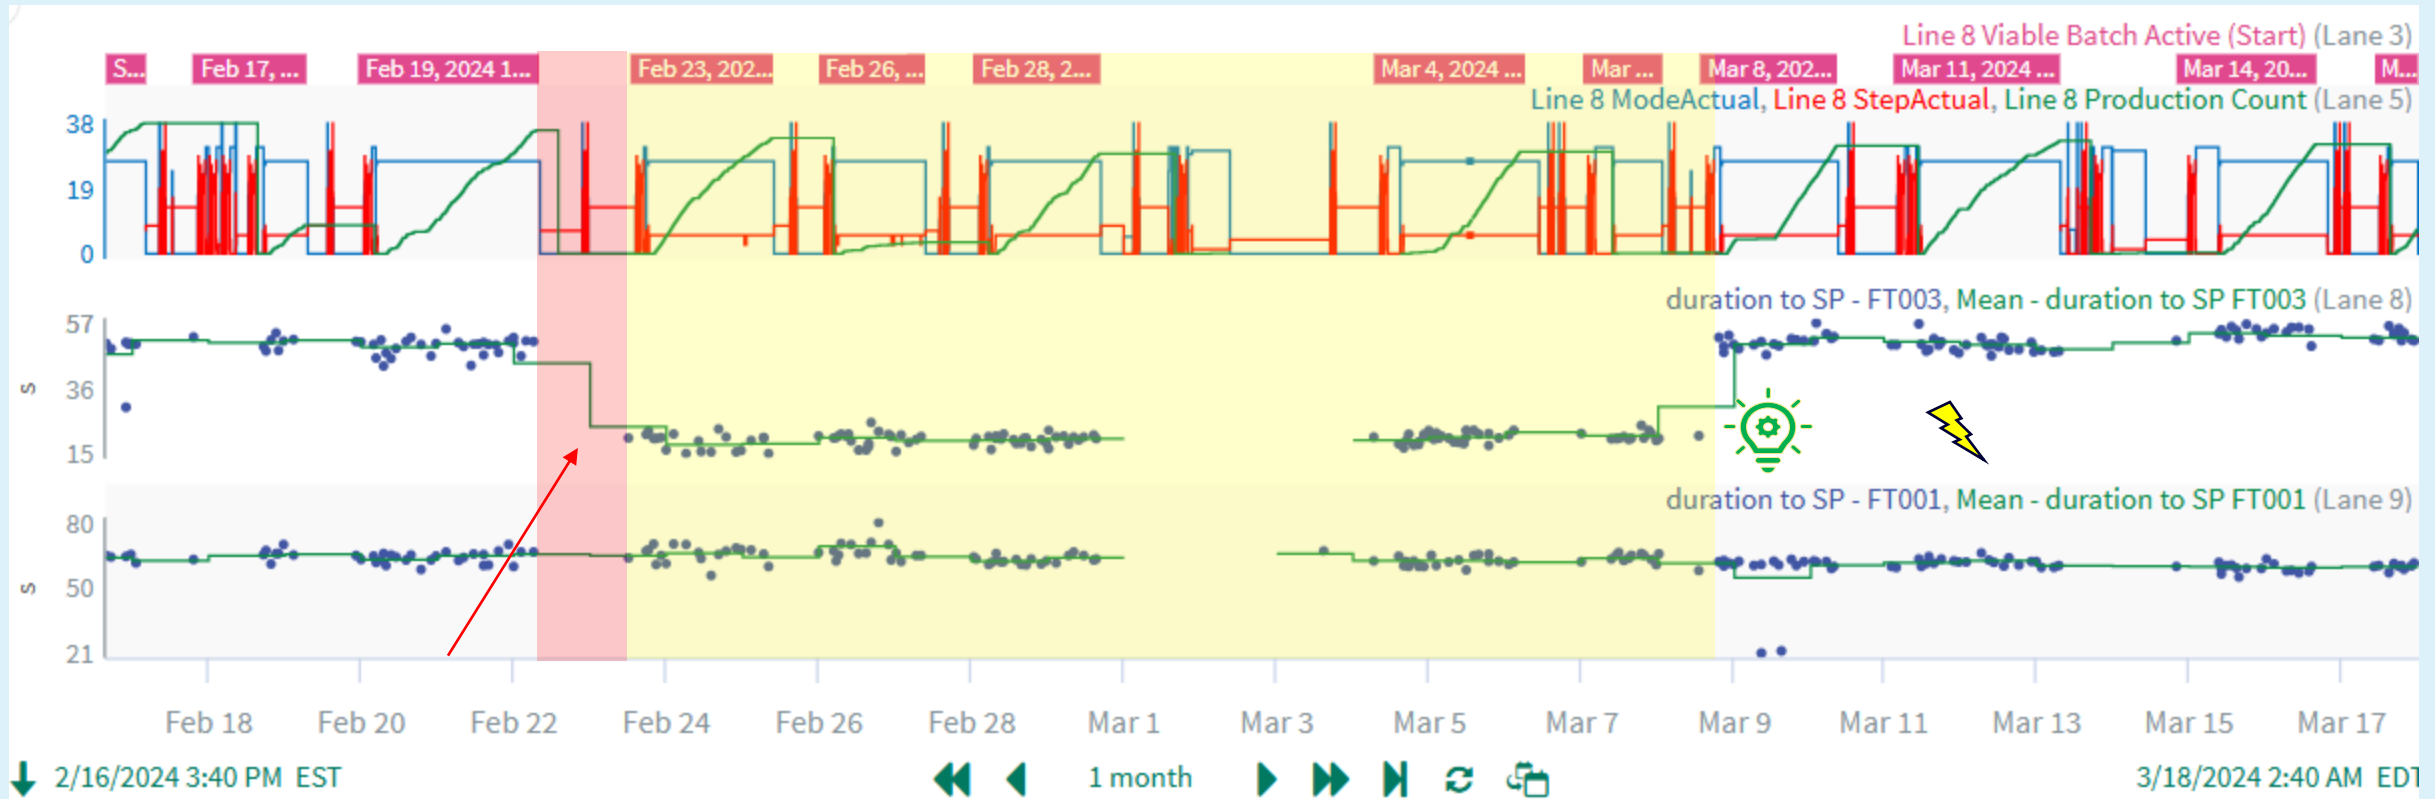 Line 8 Viable Batch Active (Start) (Lane 3)
S... Feb 17, ... Feb 19, 2024 1... Feb 23, 202... Feb 26, ... Feb 28, 2... Mar 4, 2024 ... Mar ... Mar 8, 202... Mar 11, 2024 ... Mar 14, 20... M...
Line 8 ModeActual, Line 8 StepActual, Line 8 Production Count (Lane 5)
38
19
0
duration to SP - FT003, Mean - duration to SP FT003 (Lane 8)
57
s 36
15
duration to SP - FT001, Mean - duration to SP FT001 (Lane 9)
80
s 50
21
Feb 18 Feb 20 Feb 22 Feb 24 Feb 26 Feb 28 Mar 1 Mar 3 Mar 5 Mar 7 Mar 9 Mar 11 Mar 13 Mar 15 Mar 17
2/16/2024 3:40 PM EST 1 month 3/18/2024 2:40 AM EDT